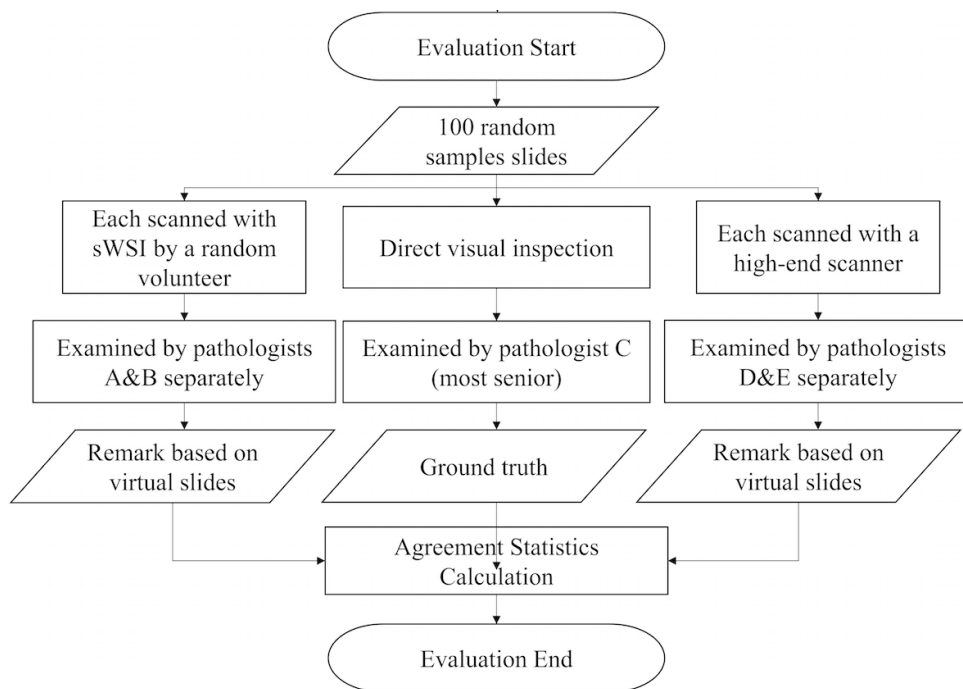 Evaluation Start
100 random
samples slides
Each scanned with
sWSI by a random
volunteer
Direct visual inspection
Each scanned with a
high-end scanner
Examined by pathologists
A&B separately
Examined by pathologist C
(most senior)
Examined by pathologists
D&E separately
Remark based on
virtual slides
Ground truth
Remark based on
virtual slides
Agreement Statistics
Calculation
Evaluation End